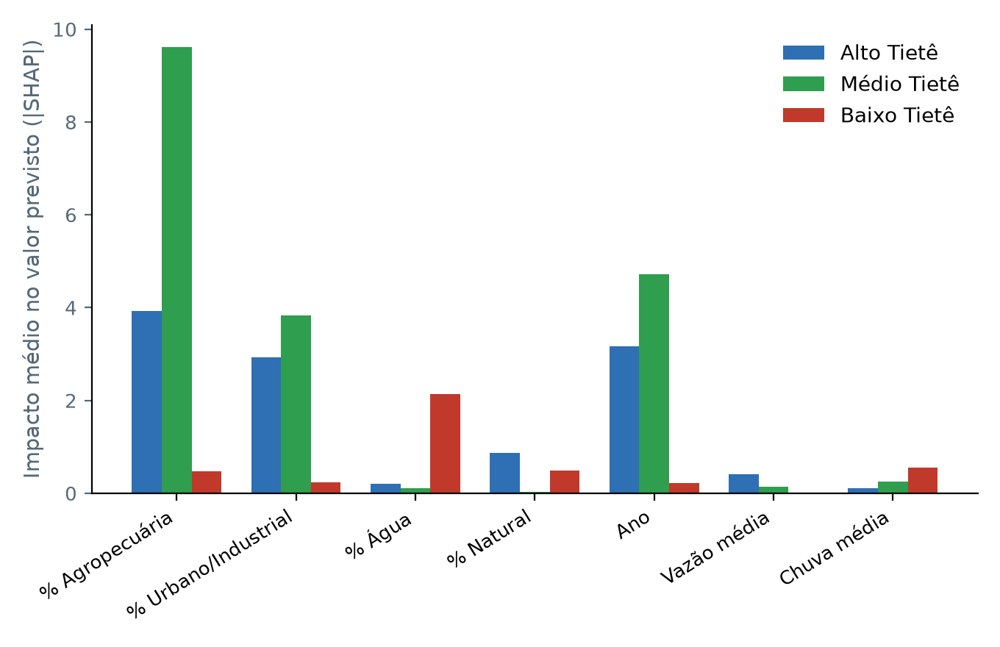 Impacto médio no valor previsto (|SHAP|)
10
8
6
4
2
0
Alto Tietê
Médio Tietê
Baixo Tietê
% Agropecuária
% Urbano/Industrial
% Água
% Natural
Ano
Vazão média
Chuva média